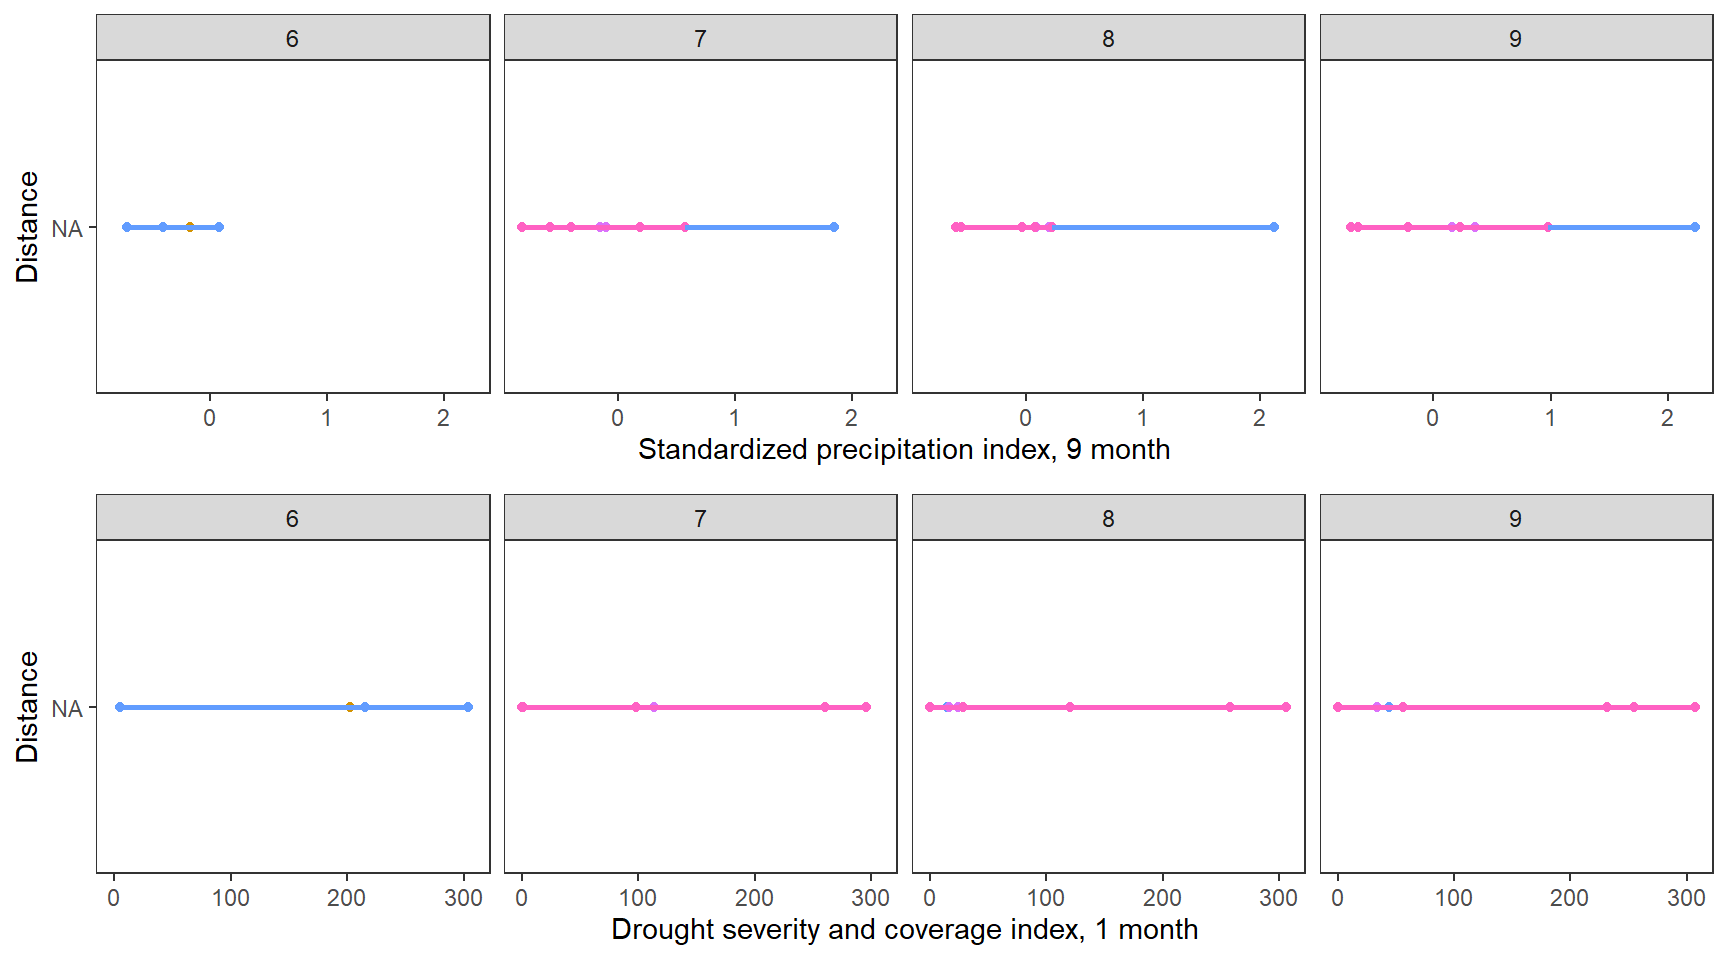 6 7 8 9
Distance
NA
0 1 2 0 1 2 0 1 2 0 1 2
Standardized precipitation index, 9 month
6 7 8 9
Distance
NA
0 100 200 300 0 100 200 300 0 100 200 300 0 100 200 300
Drought severity and coverage index, 1 month